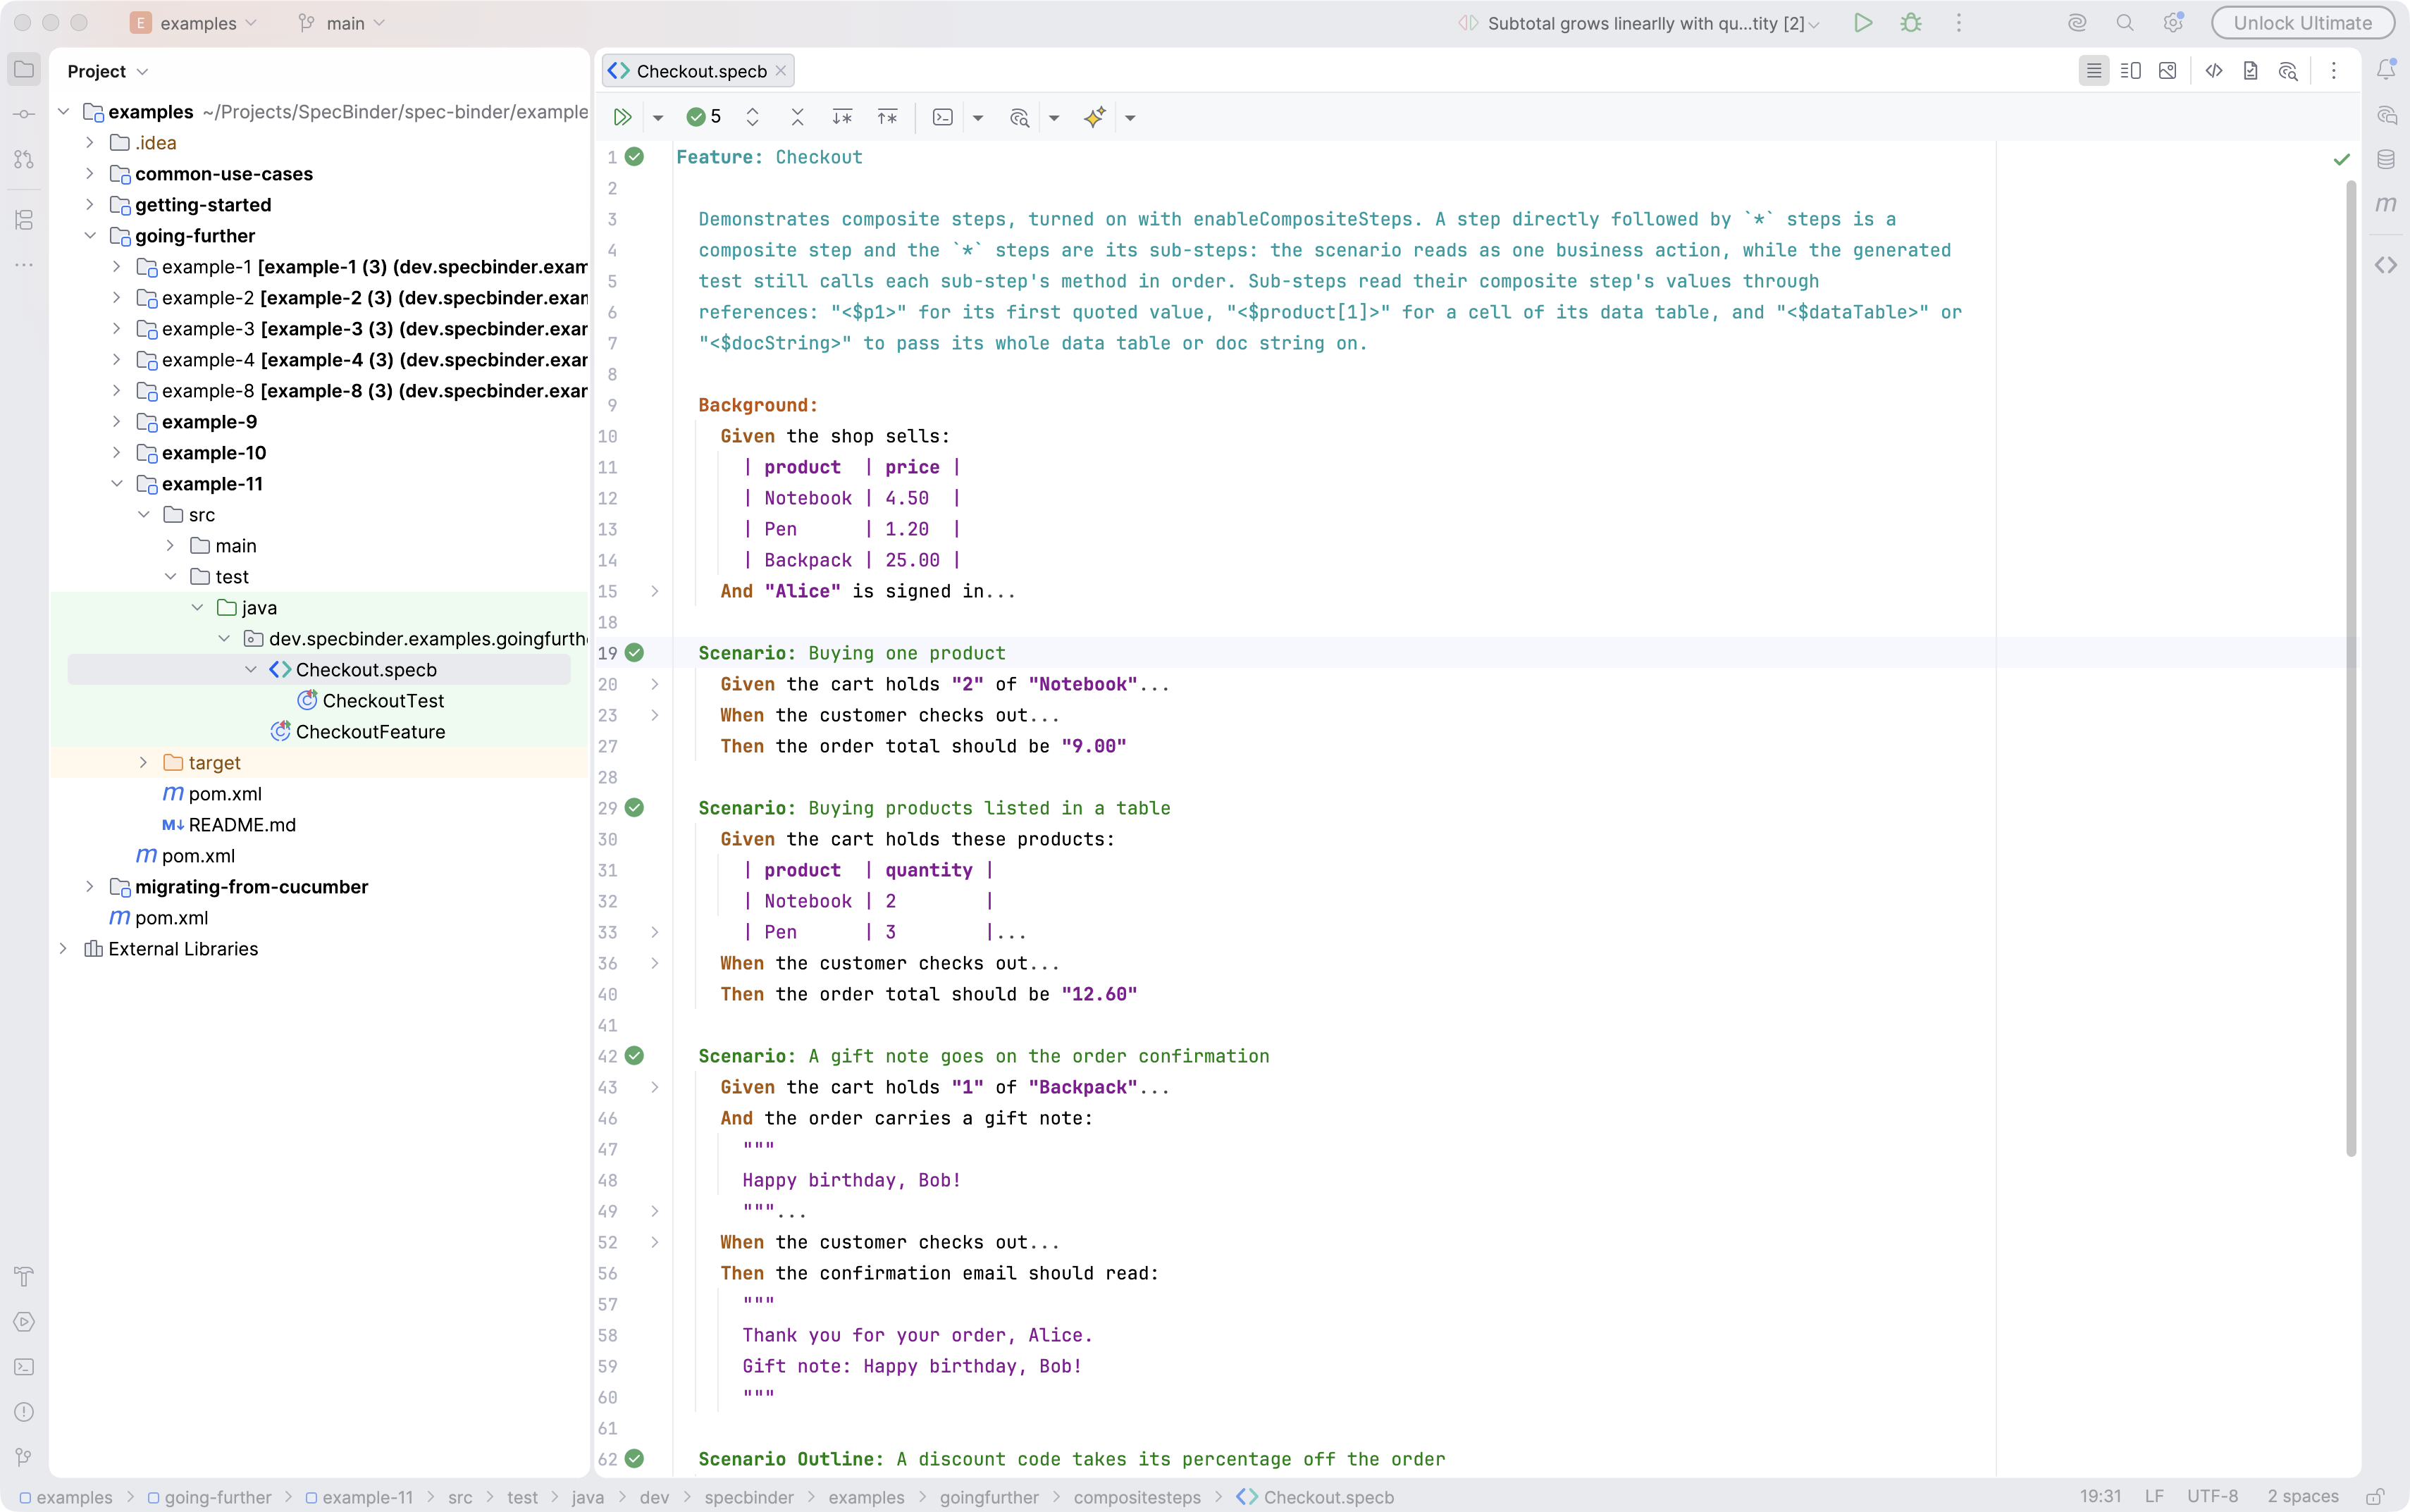 E examples main Subtotal grows linearlly with qu...tity [2] Unlock Ultimate
Project
Checkout.specb
examples ~/Projects/SpecBinder/spec-binder/example
.idea
common-use-cases
getting-started
going-further
example-1 [example-1 (3) (dev.specbinder.exam
example-2 [example-2 (3) (dev.specbinder.exar
example-3 [example-3 (3) (dev.specbinder.exar
example-4 [example-4 (3) (dev.specbinder.exar
example-8 [example-8 (3) (dev.specbinder.exar
example-9
example-10
example-11
src
main
test
java
dev.specbinder.examples.goingfurthe
Checkout.specb
CheckoutTest
CheckoutFeature
target
m pom.xml
M↓ README.md
m pom.xml
migrating-from-cucumber
m pom.xml
External Libraries
5
1 Feature: Checkout
2
3 Demonstrates composite steps, turned on with enableCompositeSteps. A step directly followed by `*` steps is a
4 composite step and the `*` steps are its sub-steps: the scenario reads as one business action, while the generated
5 test still calls each sub-step's method in order. Sub-steps read their composite step's values through
6 references: "<$p1>" for its first quoted value, "<$product[1]>" for a cell of its data table, and "<$dataTable>" or
7 "<$docString>" to pass its whole data table or doc string on.
8
9 Background:
10 Given the shop sells:
11 | product | price |
12 | Notebook | 4.50 |
13 | Pen | 1.20 |
14 | Backpack | 25.00 |
15 And "Alice" is signed in...
18
19 Scenario: Buying one product
20 Given the cart holds "2" of "Notebook"...
23 When the customer checks out...
27 Then the order total should be "9.00"
28
29 Scenario: Buying products listed in a table
30 Given the cart holds these products:
31 | product | quantity |
32 | Notebook | 2 |
33 | Pen | 3 |...
36 When the customer checks out...
40 Then the order total should be "12.60"
41
42 Scenario: A gift note goes on the order confirmation
43 Given the cart holds "1" of "Backpack"...
46 And the order carries a gift note:
47 """
48 Happy birthday, Bob!
49 """...
52 When the customer checks out...
56 Then the confirmation email should read:
57 """
58 Thank you for your order, Alice.
59 Gift note: Happy birthday, Bob!
60 """
61
62 Scenario Outline: A discount code takes its percentage off the order
m
examples > going-further > example-11 > src > test > java > dev > specbinder > examples > goingfurther > compositesteps > Checkout.specb 19:31 LF UTF-8 2 spaces